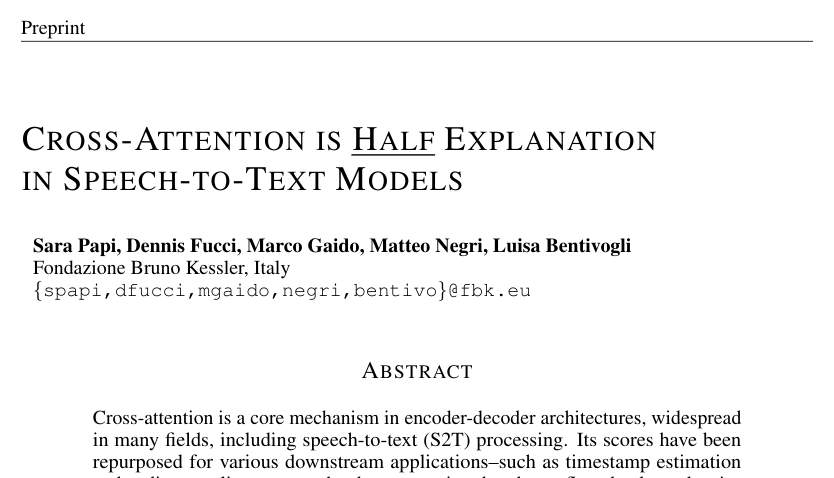 Preprint
CROSS-ATTENTION IS HALF EXPLANATION
IN SPEECH-TO-TEXT MODELS
Sara Papi, Dennis Fucci, Marco Gaido, Matteo Negri, Luisa Bentivogli
Fondazione Bruno Kessler, Italy
{spapi,dfucci,mgaido,negri,bentivo}@fbk.eu
ABSTRACT
Cross-attention is a core mechanism in encoder-decoder architectures, widespread
in many fields, including speech-to-text (S2T) processing. Its scores have been
repurposed for various downstream applications–such as timestamp estimation